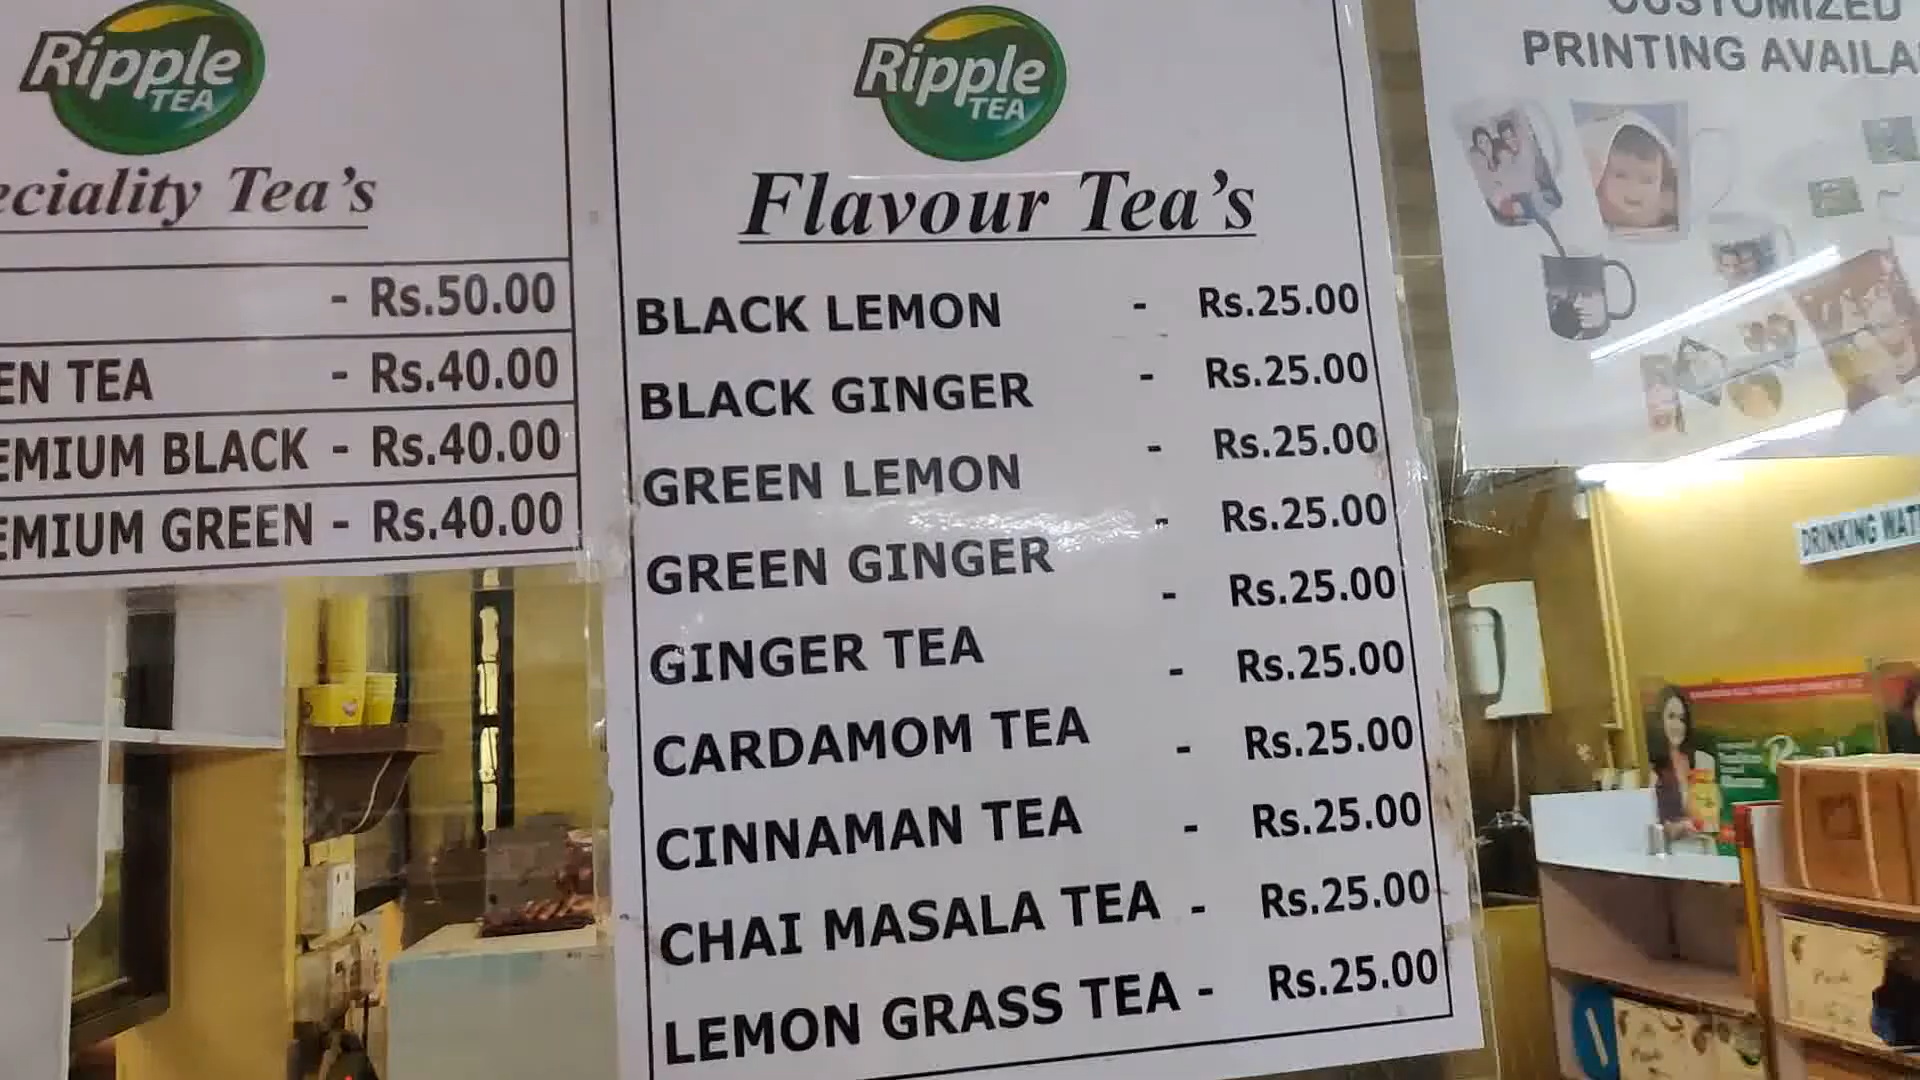 Ripple
TEA
eciality Tea's
- Rs.50.00
EN TEA - Rs.40.00
EMIUM BLACK - Rs.40.00
EMIUM GREEN - Rs.40.00
Ripple
TEA
Flavour Tea's
BLACK LEMON - Rs.25.00
BLACK GINGER - Rs.25.00
GREEN LEMON - Rs.25.00
GREEN GINGER - Rs.25.00
GINGER TEA - Rs.25.00
CARDAMOM TEA - Rs.25.00
CINNAMAN TEA - Rs.25.00
CHAI MASALA TEA - Rs.25.00
LEMON GRASS TEA - Rs.25.00
CUSTOMIZED
PRINTING AVAILA
DRINKING WAT